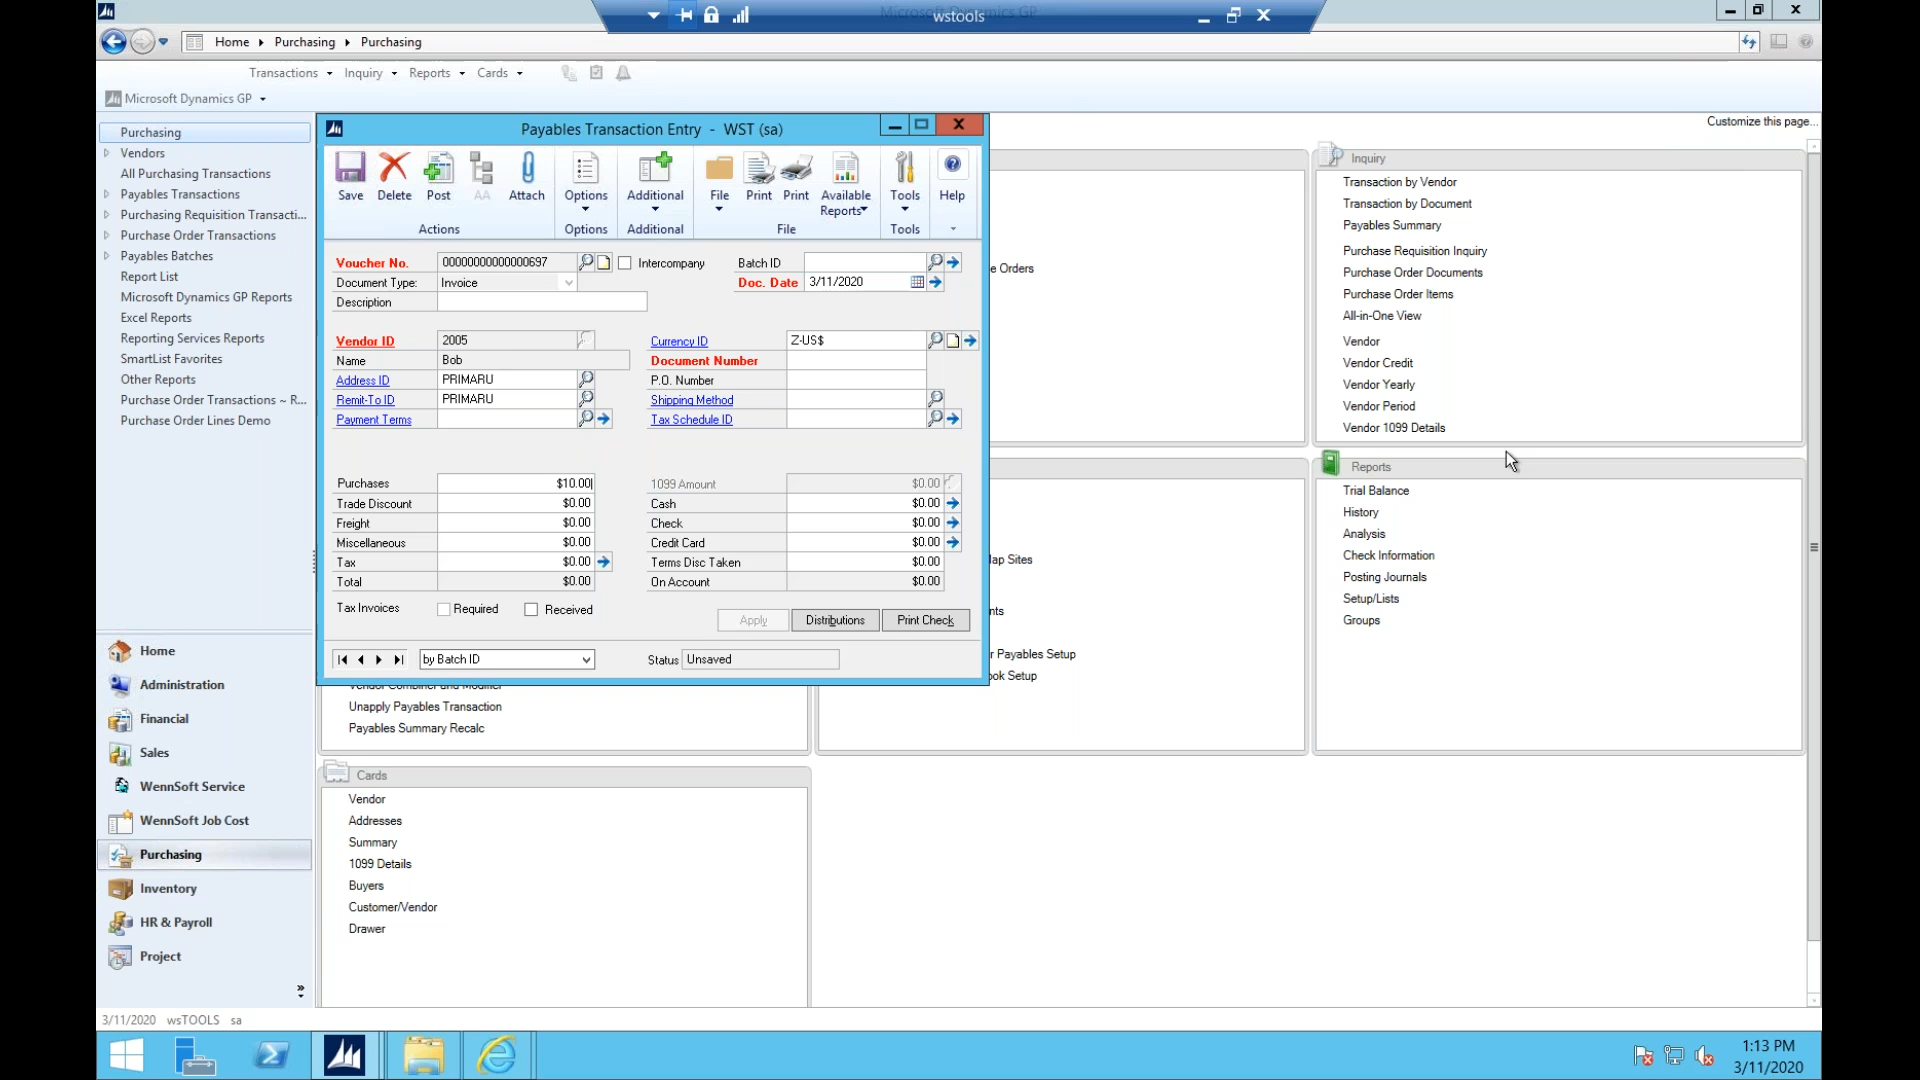 Microsoft Dynamics GP
wstools
Home
Purchasing
Purchasing
Transactions
Inquiry
Reports
Cards
Microsoft Dynamics GP
Customize this page...
Purchasing
Vendors
All Purchasing Transactions
Payables Transactions
Purchasing Requisition Transacti...
Purchase Order Transactions
Payables Batches
Report List
Microsoft Dynamics GP Reports
Excel Reports
Reporting Services Reports
SmartList Favorites
Other Reports
Purchase Order Transactions ~ R...
Purchase Order Lines Demo
Home
Administration
Financial
Sales
WennSoft Service
WennSoft Job Cost
Purchasing
Inventory
HR & Payroll
Project
Payables Transaction Entry - WST (sa)
Save
Delete
Post
AA
Attach
Options
Additional
File
Print
Print
Available Reports
Tools
Help
Actions
Options
Additional
File
Tools
Voucher No. 00000000000000697
Intercompany
Batch ID
Document Type: Invoice
Doc. Date 3/11/2020
Description
Vendor ID 2005
Currency ID Z-US$
Name Bob
Document Number
Address ID PRIMARU
P.O. Number
Remit-To ID PRIMARU
Shipping Method
Payment Terms
Tax Schedule ID
Purchases $10.00
1099 Amount $0.00
Trade Discount $0.00
Cash $0.00
Freight $0.00
Check $0.00
Miscellaneous $0.00
Credit Card $0.00
Tax $0.00
Terms Disc Taken $0.00
Total $0.00
On Account $0.00
Tax Invoices
Required
Received
Apply
Distributions
Print Check
by Batch ID
Status Unsaved
e Orders
nts
r Payables Setup
ook Setup
Vendor Combiner and Modifier
Unapply Payables Transaction
Payables Summary Recalc
Cards
Vendor
Addresses
Summary
1099 Details
Buyers
Customer/Vendor
Drawer
Inquiry
Transaction by Vendor
Transaction by Document
Payables Summary
Purchase Requisition Inquiry
Purchase Order Documents
Purchase Order Items
All-in-One View
Vendor
Vendor Credit
Vendor Yearly
Vendor Period
Vendor 1099 Details
Reports
Trial Balance
History
Analysis
Check Information
Posting Journals
Setup/Lists
Groups
3/11/2020 wsTOOLS sa
1:13 PM
3/11/2020